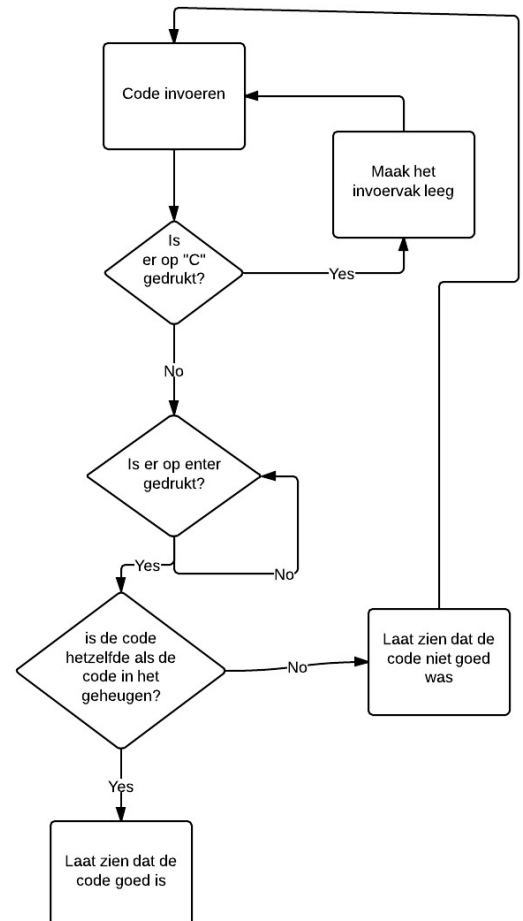 Code invoeren
Maak het
invoervak leeg
Is
er op "C"
gedrukt?
Yes
No
Is er op enter
gedrukt?
Yes
No
is de code
hetzelfde als de
code in het
geheugen?
No
Laat zien dat de
code niet goed
was
Yes
Laat zien dat de
code goed is